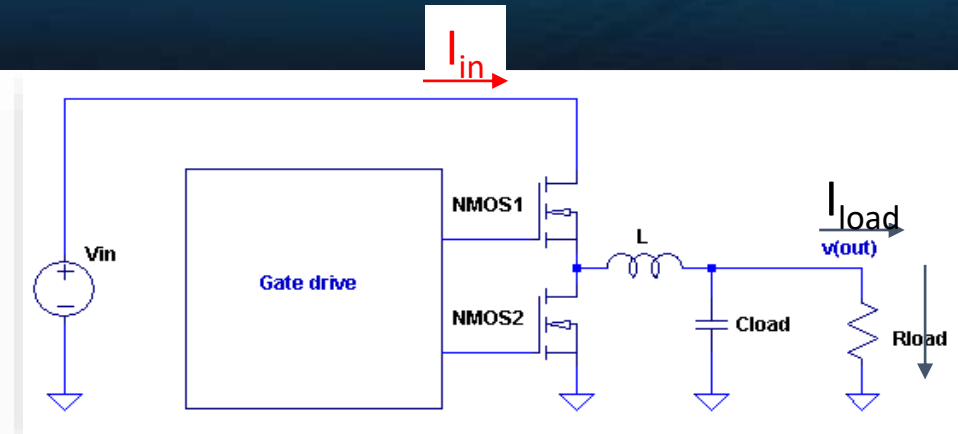 Iin
NMOS1
Iload
v(out)
L
Vin
Gate drive
NMOS2
Cload
Rload